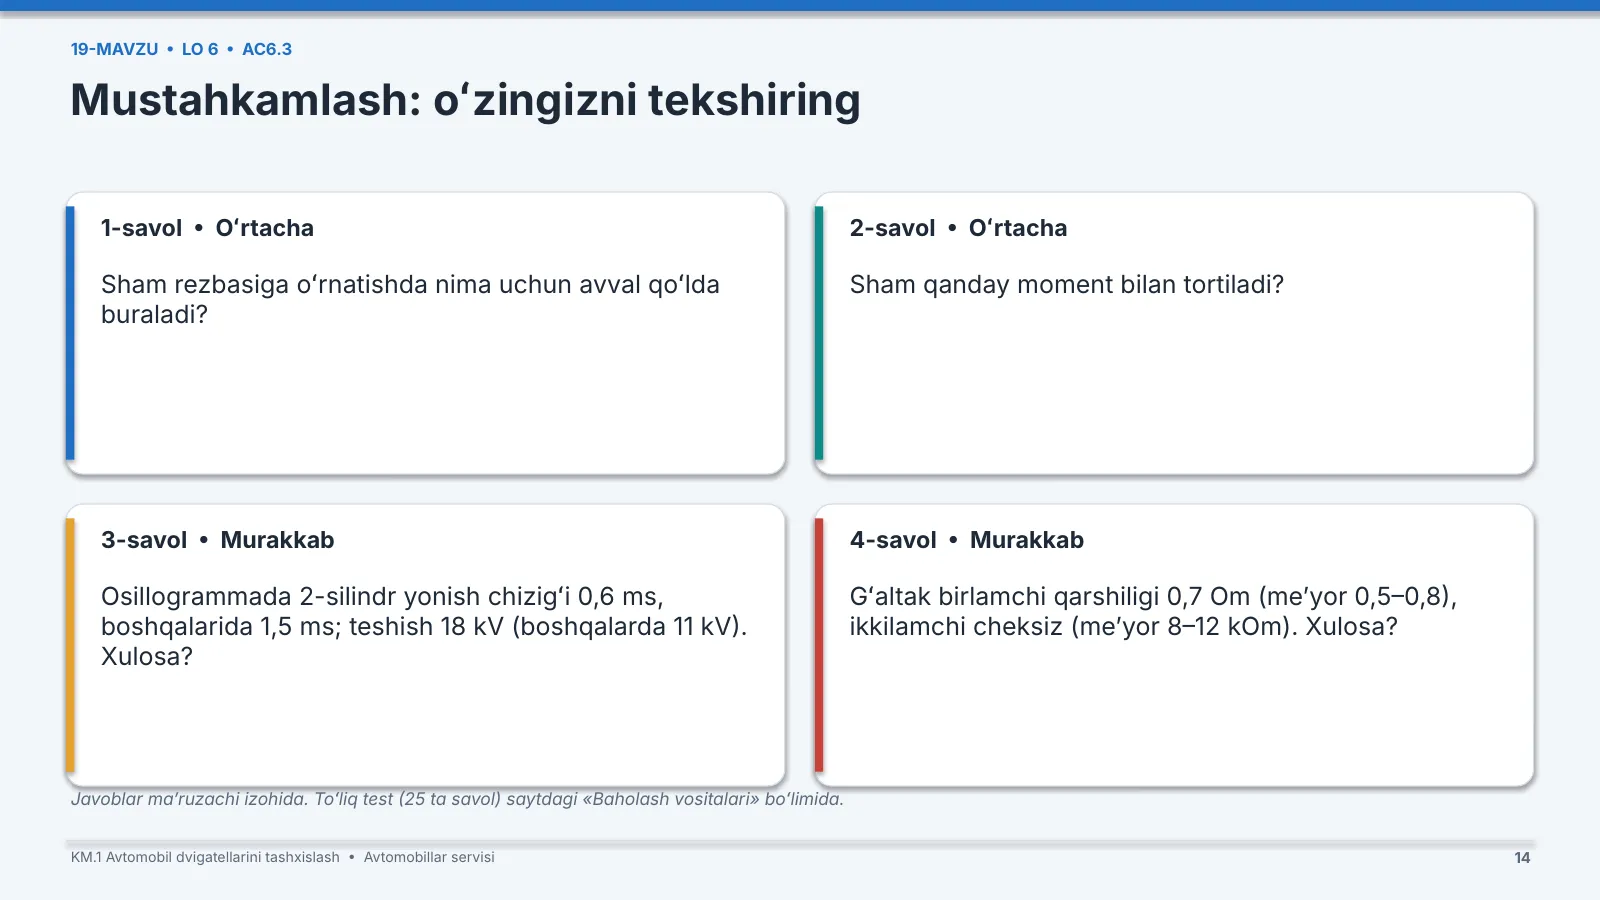 19-MAVZU • LO 6 • AC6.3
Mustahkamlash: oʻzingizni tekshiring
1-savol • Oʻrtacha
Sham rezbasiga oʻrnatishda nima uchun avval qoʻlda
buraladi?
2-savol • Oʻrtacha
Sham qanday moment bilan tortiladi?
3-savol • Murakkab
Osillogrammada 2-silindr yonish chizigʻi 0,6 ms,
boshqalarida 1,5 ms; teshish 18 kV (boshqalarda 11 kV).
Xulosa?
4-savol • Murakkab
Gʻaltak birlamchi qarshiligi 0,7 Om (meʼyor 0,5–0,8),
ikkilamchi cheksiz (meʼyor 8–12 kOm). Xulosa?
Javoblar maʼruzachi izohida. Toʻliq test (25 ta savol) saytdagi «Baholash vositalari» boʻlimida.
KM.1 Avtomobil dvigatellarini tashxislash • Avtomobillar servisi
14